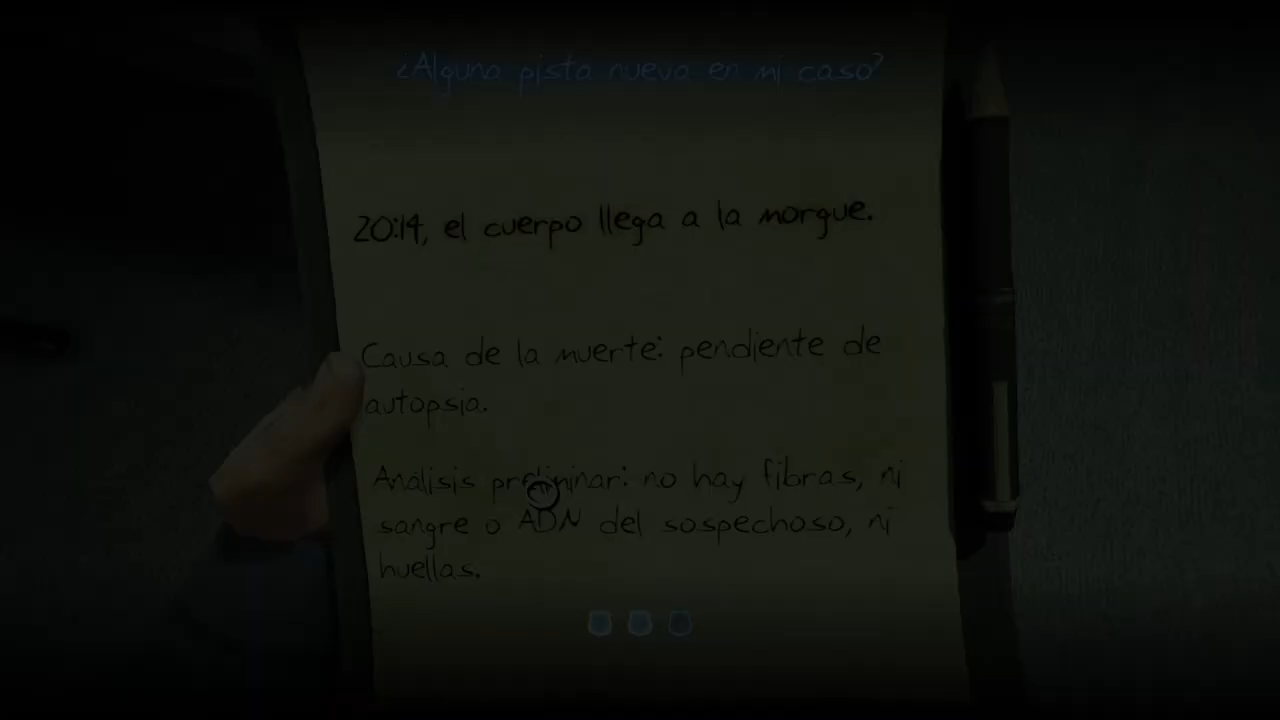 ¿Alguna pista nueva en mi caso?
20:14, el cuerpo llega a la morgue.
Causa de la muerte: pendiente de
autopsia.
Análisis preliminar: no hay fibras, ni
sangre o ADN del sospechoso, ni
huellas.